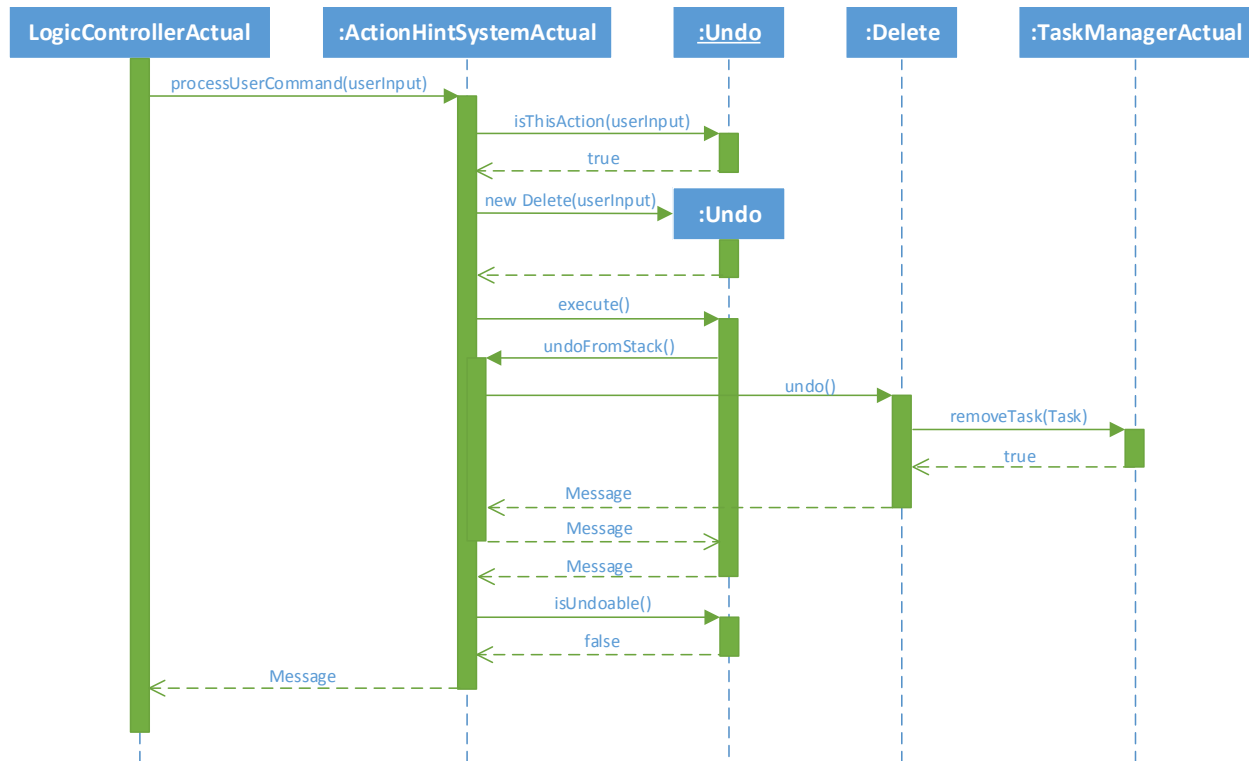 LogicControllerActual
:ActionHintSystemActual
:Undo
:Delete
:TaskManagerActual
processUserCommand(userInput)
isThisAction(userInput)
true
new Delete(userInput)
:Undo
execute()
undoFromStack()
undo()
removeTask(Task)
true
Message
Message
Message
isUndoable()
false
Message